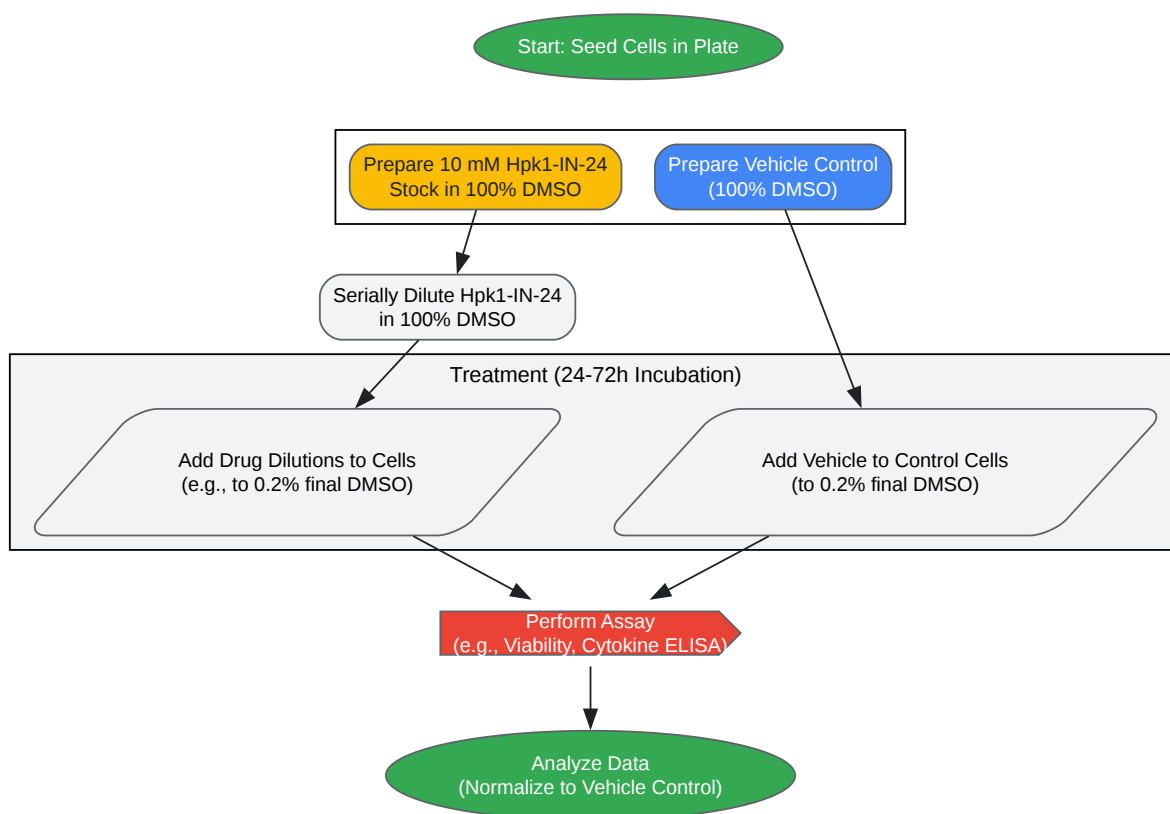 Start: Seed Cells in Plate
Prepare 10 mM Hpk1-IN-24
Stock in 100% DMSO
Prepare Vehicle Control
(100% DMSO)
Serially Dilute Hpk1-IN-24
in 100% DMSO
Treatment (24-72h Incubation)
Add Drug Dilutions to Cells
(e.g., to 0.2% final DMSO)
Add Vehicle to Control Cells
(to 0.2% final DMSO)
Perform Assay
(e.g., Viability, Cytokine ELISA)
Analyze Data
(Normalize to Vehicle Control)